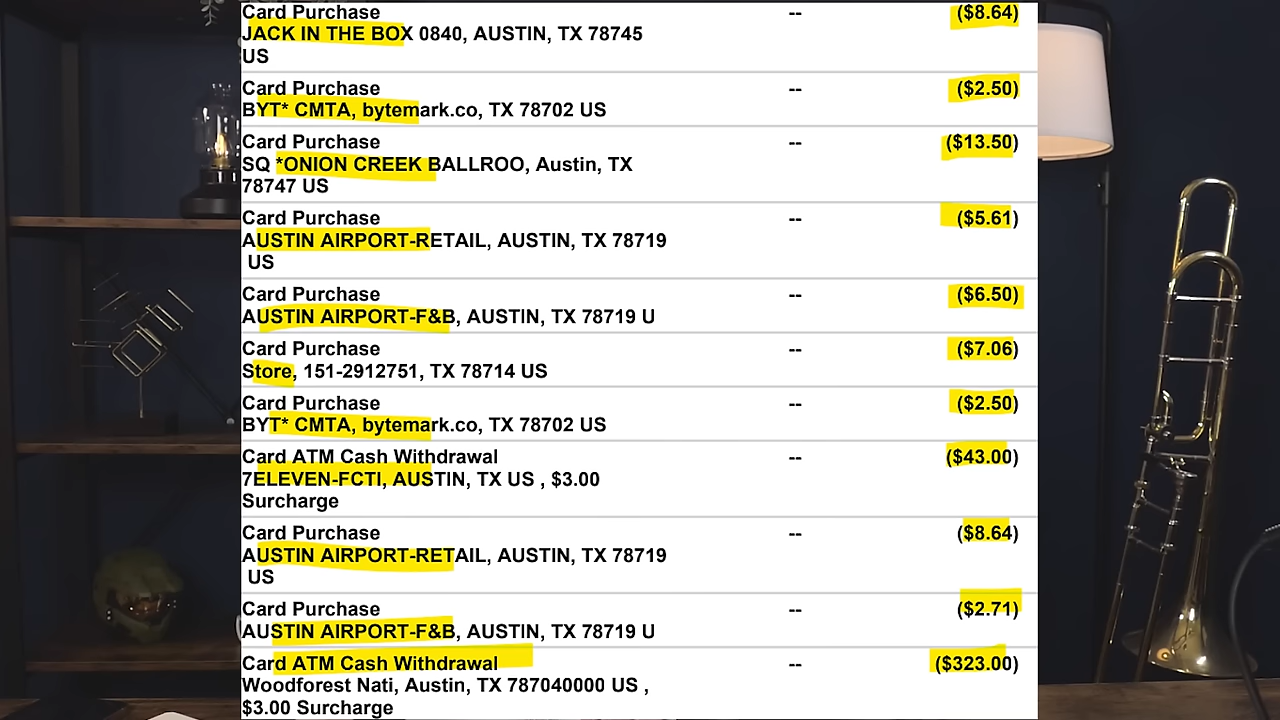 Card Purchase -- ($8.64)
JACK IN THE BOX 0840, AUSTIN, TX 78745
US
Card Purchase -- ($2.50)
BYT* CMTA, bytemark.co, TX 78702 US
Card Purchase -- ($13.50)
SQ *ONION CREEK BALLROO, Austin, TX
78747 US
Card Purchase -- ($5.61)
AUSTIN AIRPORT-RETAIL, AUSTIN, TX 78719
US
Card Purchase -- ($6.50)
AUSTIN AIRPORT-F&B, AUSTIN, TX 78719 U
Card Purchase -- ($7.06)
Store, 151-2912751, TX 78714 US
Card Purchase -- ($2.50)
BYT* CMTA, bytemark.co, TX 78702 US
Card ATM Cash Withdrawal -- ($43.00)
7ELEVEN-FCTI, AUSTIN, TX US , $3.00
Surcharge
Card Purchase -- ($8.64)
AUSTIN AIRPORT-RETAIL, AUSTIN, TX 78719
US
Card Purchase -- ($2.71)
AUSTIN AIRPORT-F&B, AUSTIN, TX 78719 U
Card ATM Cash Withdrawal -- ($323.00)
Woodforest Nati, Austin, TX 787040000 US ,
$3.00 Surcharge